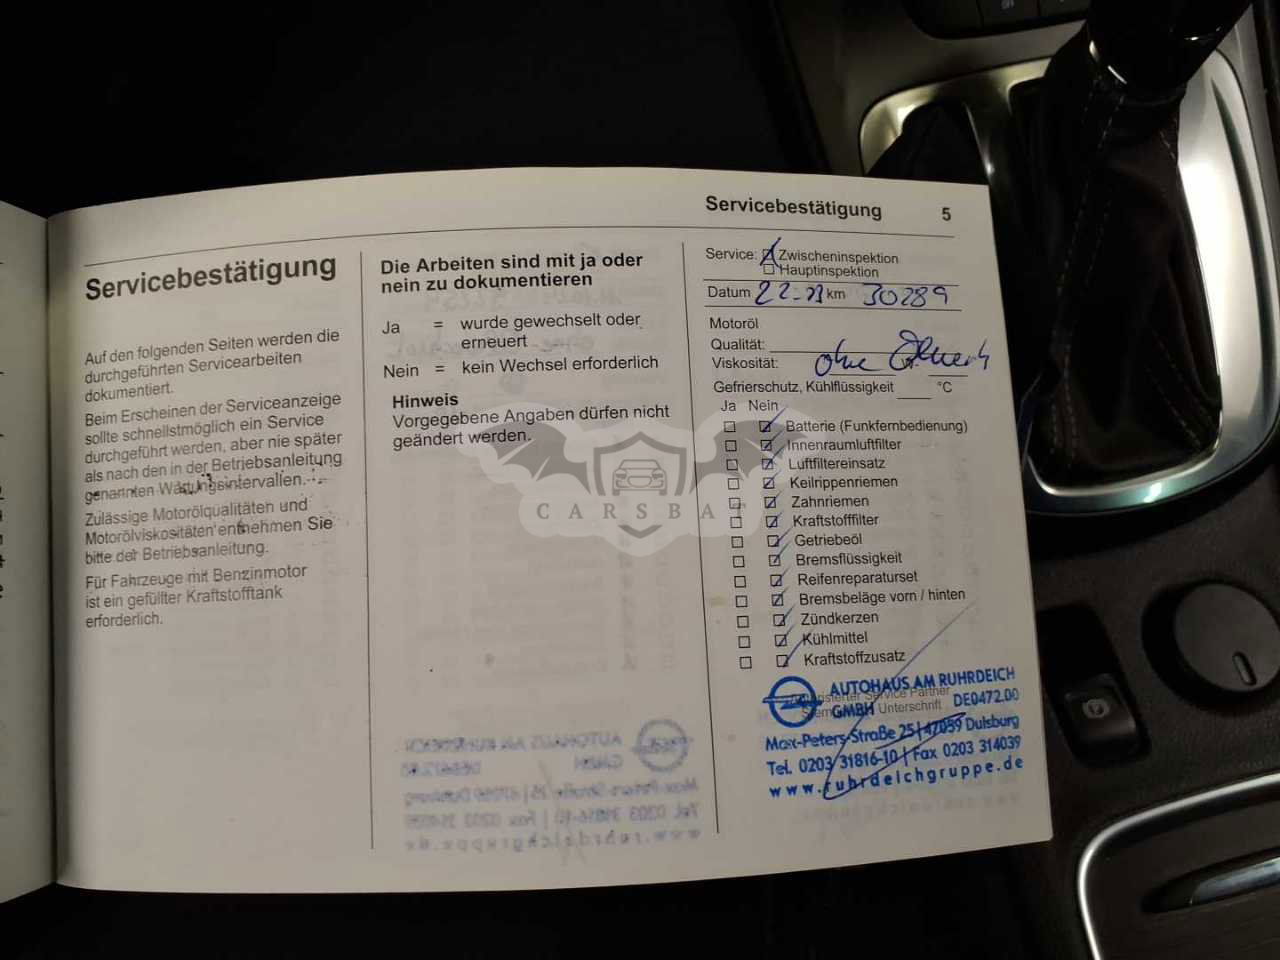 Servicebestätigung 5
Servicebestätigung
Auf den folgenden Seiten werden die
durchgeführten Servicearbeiten
dokumentiert.
Beim Erscheinen der Serviceanzeige
sollte schnellstmöglich ein Service
durchgeführt werden, aber nie später
als nach den in der Betriebsanleitung
genannten Wartungsintervallen.
Zulässige Motorölqualitäten und
Motorölviskositäten entnehmen Sie
bitte der Betriebsanleitung.
Für Fahrzeuge mit Benzinmotor
ist ein gefüllter Kraftstofftank
erforderlich.
Die Arbeiten sind mit ja oder
nein zu dokumentieren
Ja = wurde gewechselt oder
erneuert
Nein = kein Wechsel erforderlich
Hinweis
Vorgegebene Angaben dürfen nicht
geändert werden.
CARSBAT
Service: Zwischeninspektion
Hauptinspektion
Datum km 30289
Motoröl
Qualität:
Viskosität: ohne
Gefrierschutz, Kühlflüssigkeit °C
Ja Nein
Batterie (Funkfernbedienung)
Innenraumluftfilter
Luftfiltereinsatz
Keilrippenriemen
Zahnriemen
Kraftstofffilter
Getriebeöl
Bremsflüssigkeit
Reifenreparaturset
Bremsbeläge vorn / hinten
Zündkerzen
Kühlmittel
Kraftstoffzusatz
Service Partner
Unterschrift
AUTOHAUS AM RUHRDEICH
GMBH DE0472.00
Max-Peters-Straße 25 | 47059 Duisburg
Tel. 0203 31816-10 | Fax 0203 314039
www.ruhrdeichgruppe.de